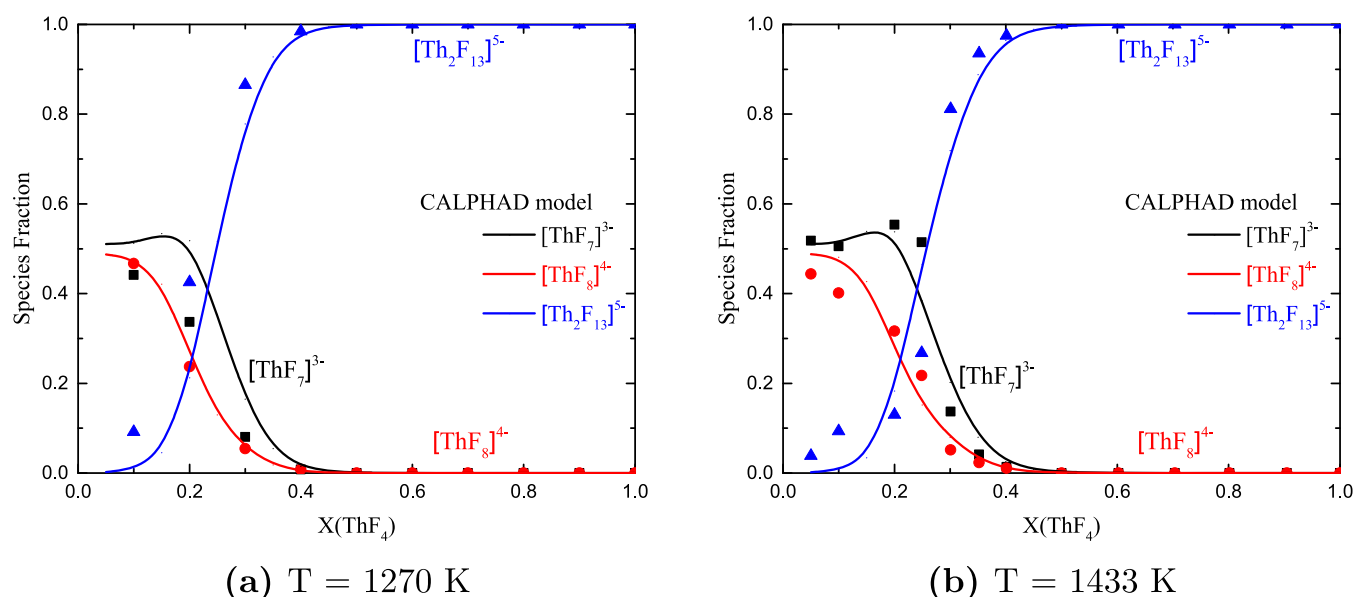 1.0
0.8
0.6
0.4
0.2
0.0
Species Fraction
0.0 0.2 0.4 0.6 0.8 1.0
X(ThF₄)
[Th₂F₁₃]⁵⁻
CALPHAD model
[ThF₇]³⁻
[ThF₈]⁴⁻
[Th₂F₁₃]⁵⁻
[ThF₇]³⁻
[ThF₈]⁴⁻
(a) T = 1270 K
1.0
0.8
0.6
0.4
0.2
0.0
Species Fraction
0.0 0.2 0.4 0.6 0.8 1.0
X(ThF₄)
[Th₂F₁₃]⁵⁻
CALPHAD model
[ThF₇]³⁻
[ThF₈]⁴⁻
[Th₂F₁₃]⁵⁻
[ThF₇]³⁻
[ThF₈]⁴⁻
(b) T = 1433 K